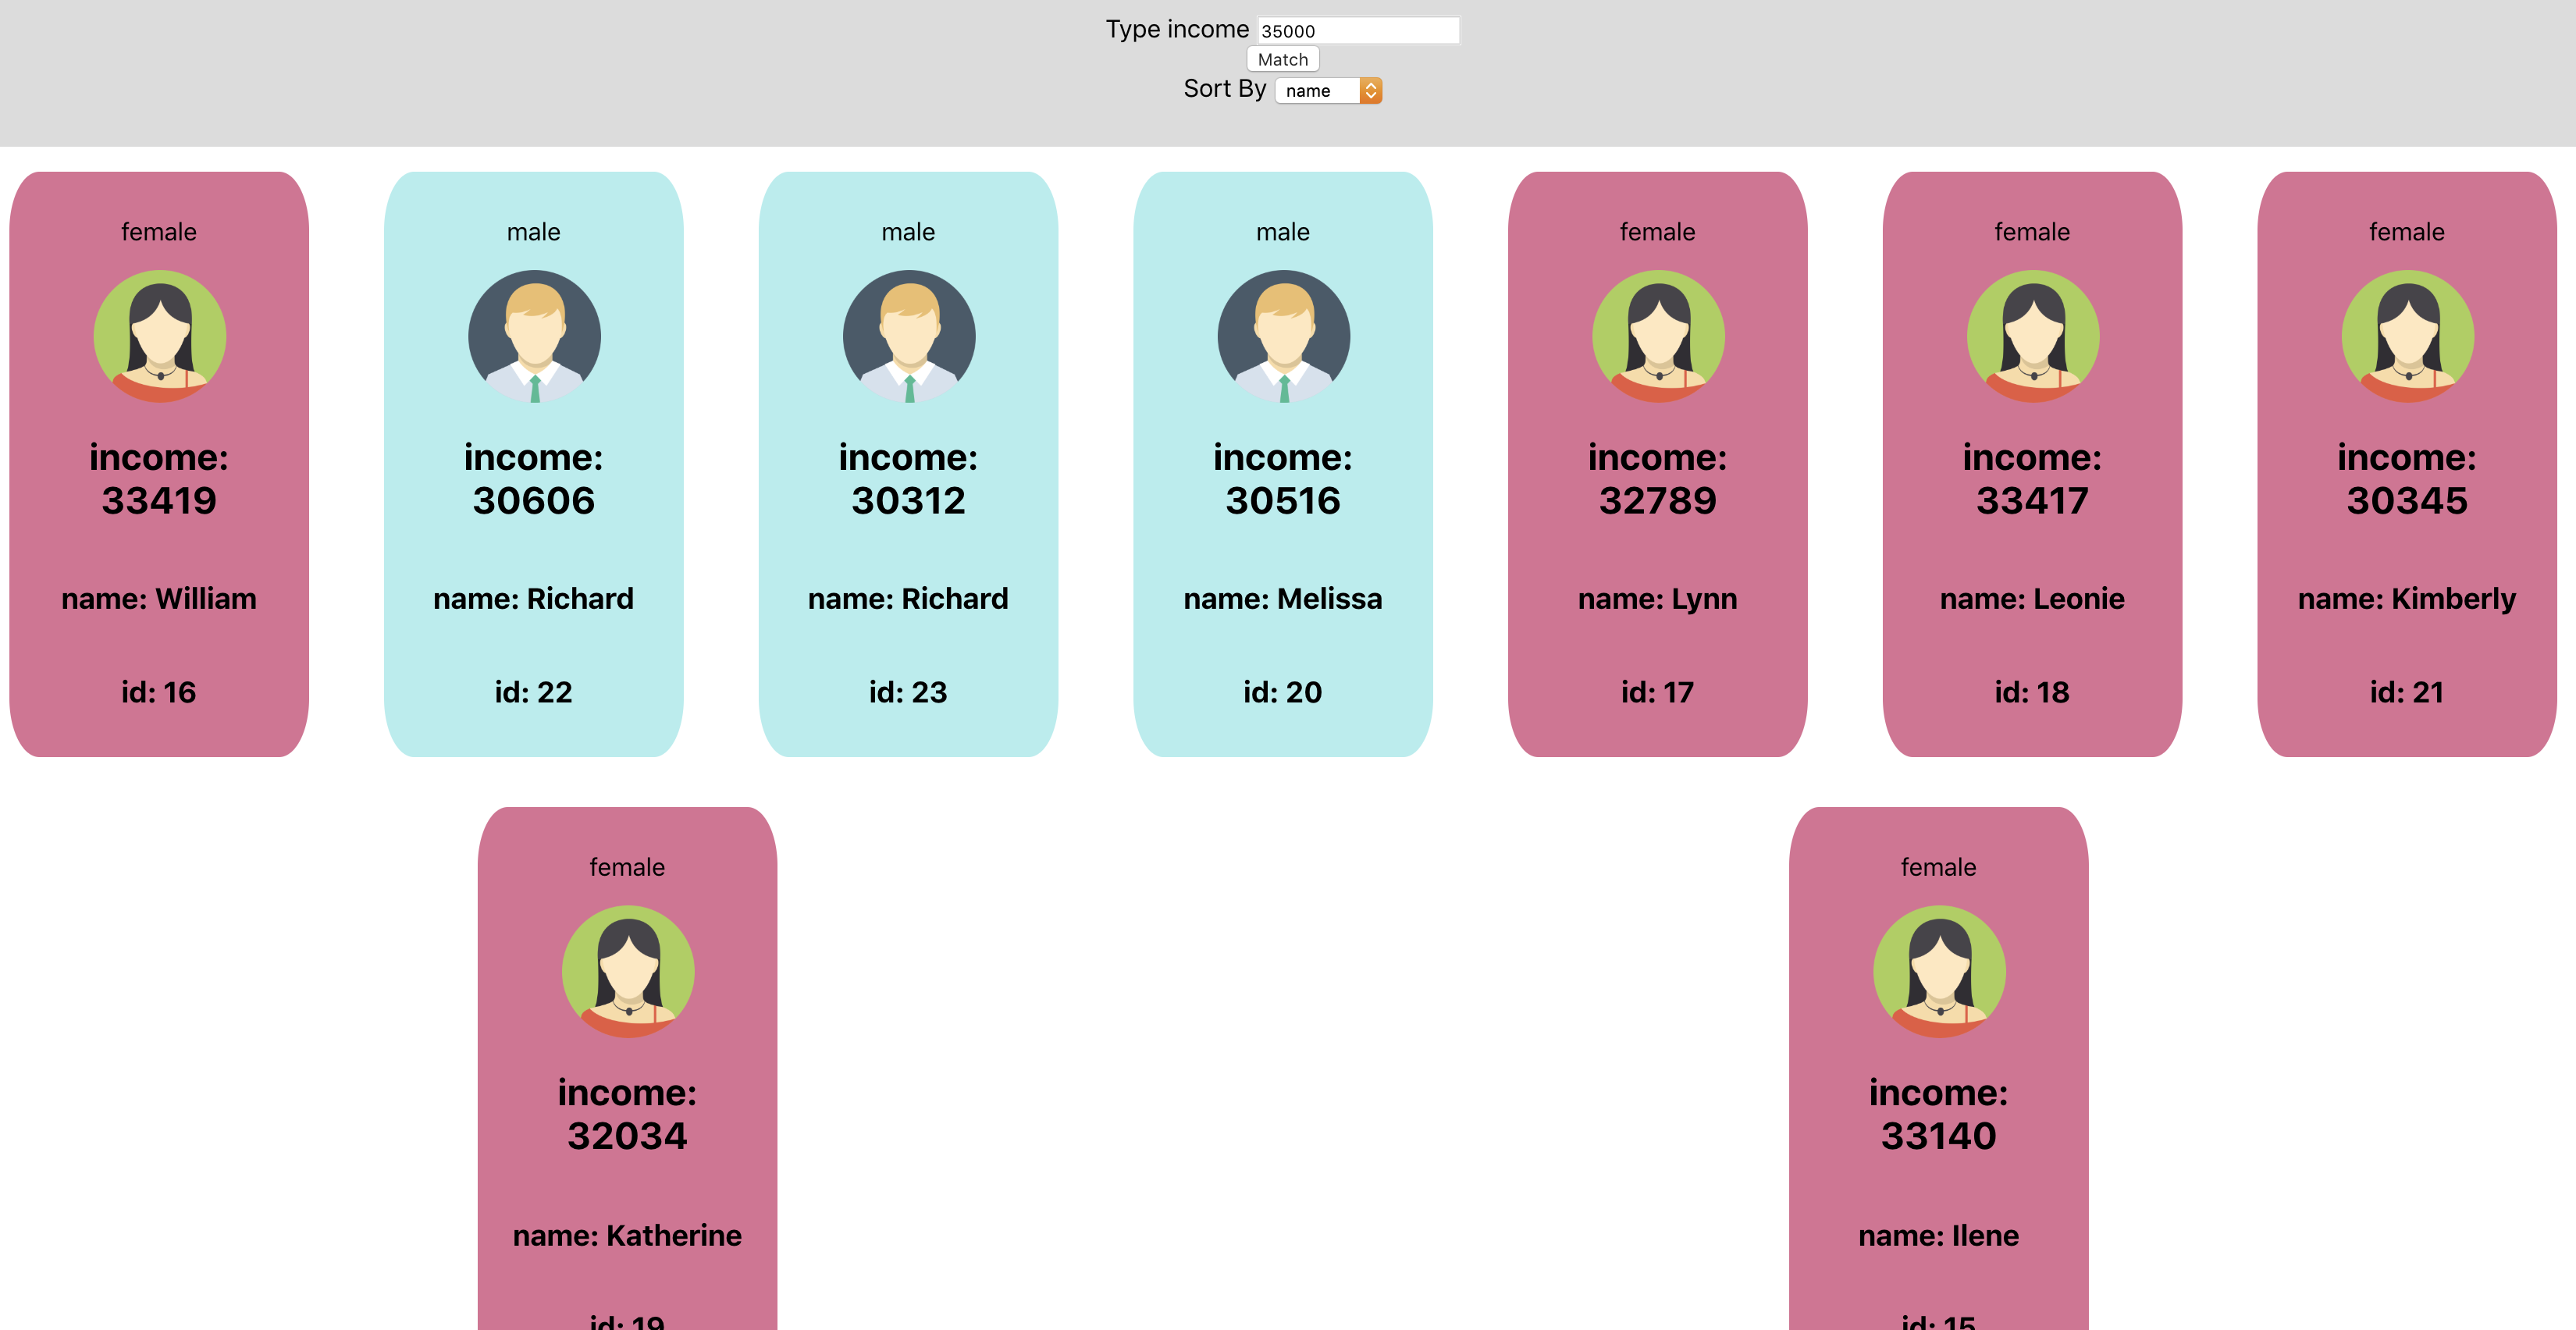 Type income 35000
Match
Sort By name
female
income:
33419
name: William
id: 16
male
income:
30606
name: Richard
id: 22
male
income:
30312
name: Richard
id: 23
male
income:
30516
name: Melissa
id: 20
female
income:
32789
name: Lynn
id: 17
female
income:
33417
name: Leonie
id: 18
female
income:
30345
name: Kimberly
id: 21
female
income:
32034
name: Katherine
id: 19
female
income:
33140
name: Ilene
id: 15